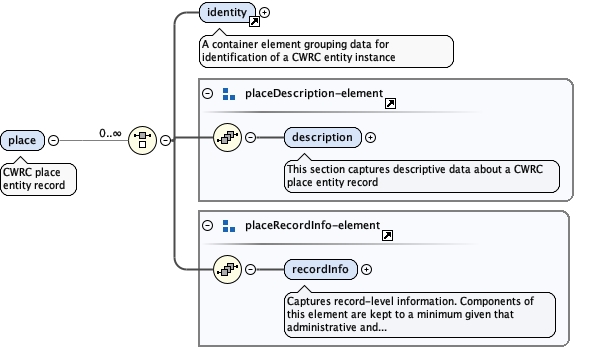 identity
A container element grouping data for
identification of a CWRC entity instance
placeDescription-element
place
0..∞
description
CWRC place
entity record
This section captures descriptive data about a CWRC
place entity record
placeRecordInfo-element
recordInfo
Captures record-level information. Components of
this element are kept to a minimum given that
administrative and...